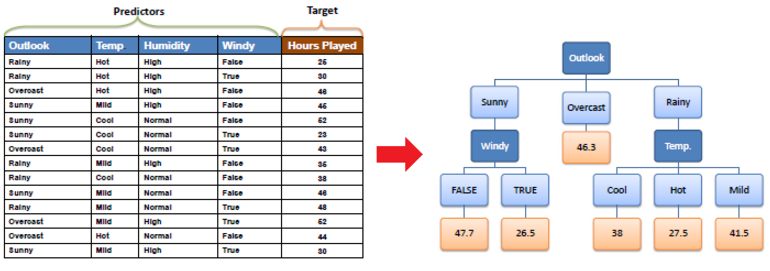 Predictors Target
Outlook Temp Humidity Windy Hours Played
Rainy Hot High False 25
Rainy Hot High True 30
Overcast Hot High False 46
Sunny Mild High False 45
Sunny Cool Normal False 52
Sunny Cool Normal True 23
Overcast Cool Normal True 43
Rainy Mild High False 35
Rainy Cool Normal False 38
Sunny Mild Normal False 46
Rainy Mild Normal True 48
Overcast Mild High True 52
Overcast Hot Normal False 44
Sunny Mild High True 30
Outlook
Sunny Overcast Rainy
Windy 46.3 Temp.
FALSE TRUE Cool Hot Mild
47.7 26.5 38 27.5 41.5